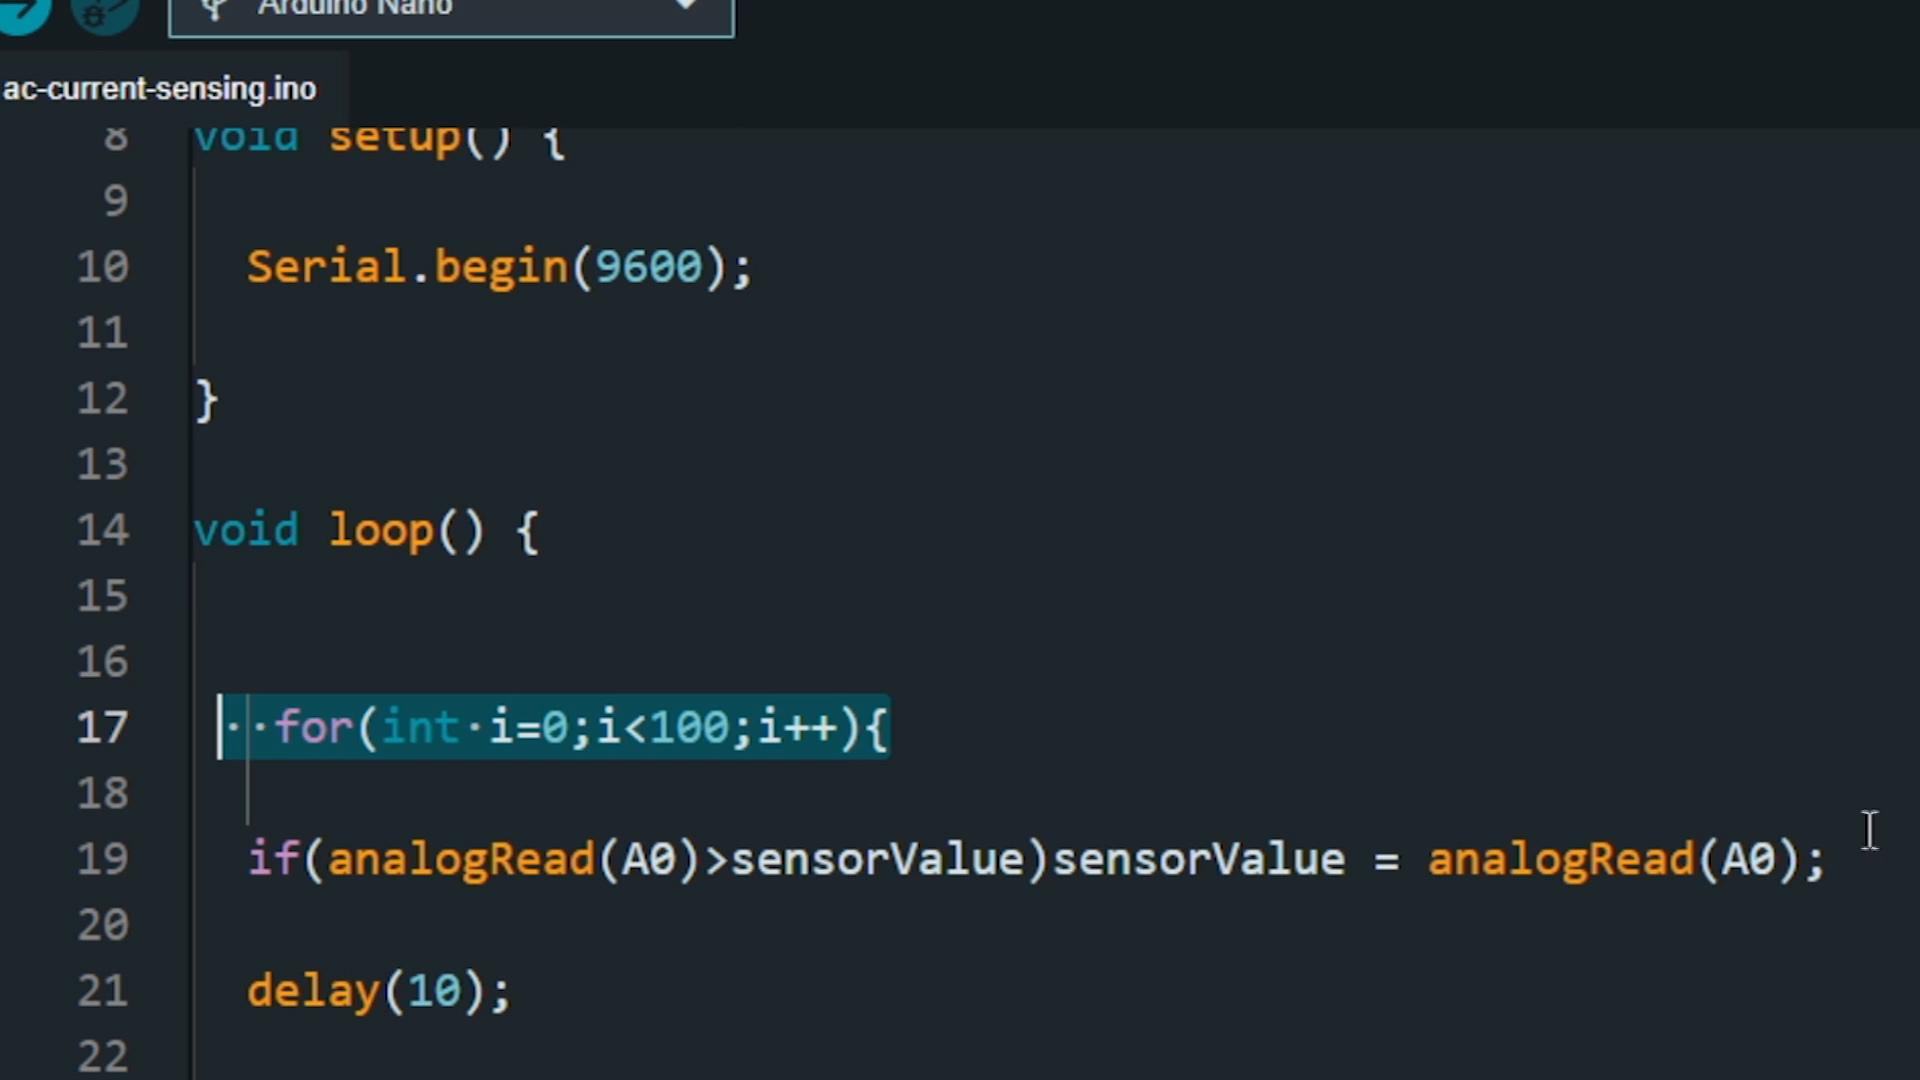 Arduino Nano
ac-current-sensing.ino
8 void setup() {
9
10 Serial.begin(9600);
11
12 }
13
14 void loop() {
15
16
17 ··for(int·i=0;i<100;i++){
18
19 if(analogRead(A0)>sensorValue)sensorValue = analogRead(A0);
20
21 delay(10);
22